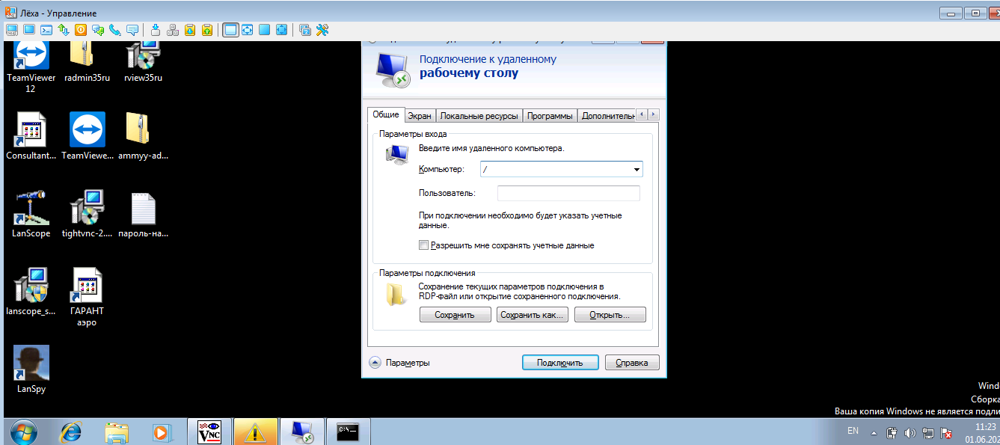 Лёха - Управление
TeamViewer
12
radmin35ru
rview35ru
Consultant...
TeamViewe...
ammyy-ad...
LanScope
tightvnc-2....
пароль-на...
lanscope_s...
ГАРАНТ
аэро
LanSpy
Подключение к удаленному
рабочему столу
Общие
Экран
Локальные ресурсы
Программы
Дополнительн
Параметры входа
Введите имя удаленного компьютера.
Компьютер:
/
Пользователь:
При подключении необходимо будет указать учетные
данные.
Разрешить мне сохранять учетные данные
Параметры подключения
Сохранение текущих параметров подключения в
RDP-файл или открытие сохраненного подключения.
Сохранить
Сохранить как...
Открыть...
Параметры
Подключить
Справка
Wind
Сборка
Ваша копия Windows не является подли
VNC
C:\_
EN
11:23
01.06.202